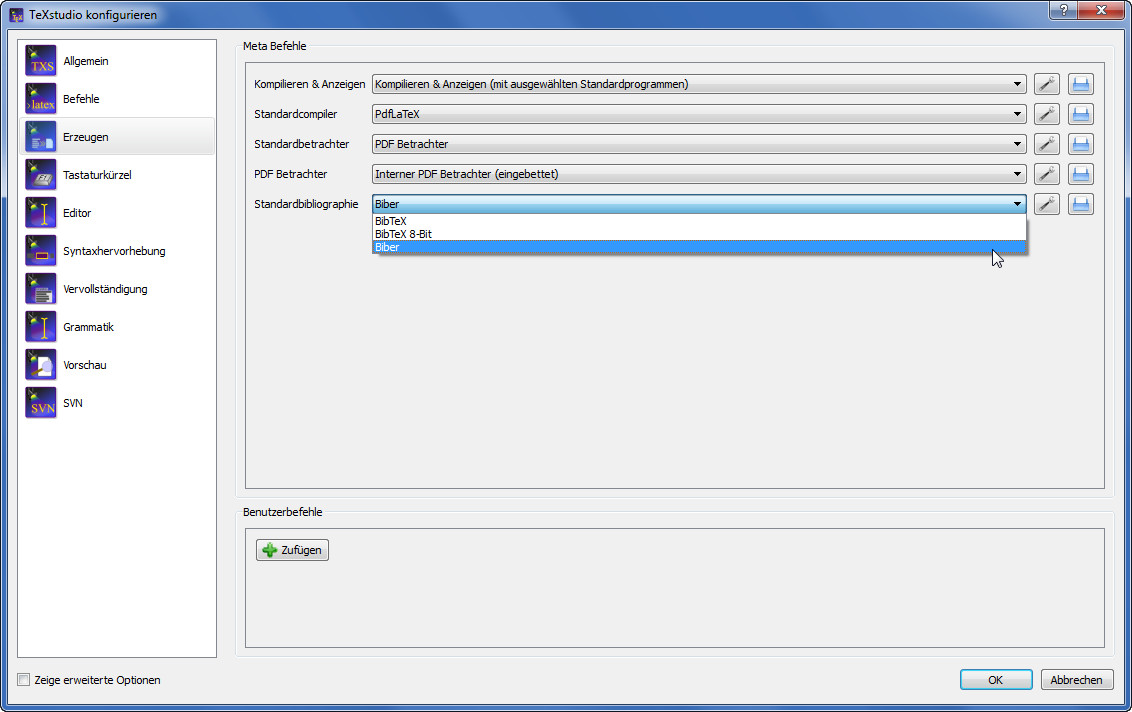 TeXstudio konfigurieren
?
TXS
Allgemein
>latex
Befehle
Erzeugen
Tastaturkürzel
Editor
Syntaxhervorhebung
Vervollständigung
Grammatik
Vorschau
SVN
SVN
Meta Befehle
Kompilieren & Anzeigen
Kompilieren & Anzeigen (mit ausgewählten Standardprogrammen)
Standardcompiler
PdfLaTeX
Standardbetrachter
PDF Betrachter
PDF Betrachter
Interner PDF Betrachter (eingebettet)
Standardbibliographie
Biber
BibTeX
BibTeX 8-Bit
Biber
Benutzerbefehle
Zufügen
Zeige erweiterte Optionen
OK
Abbrechen